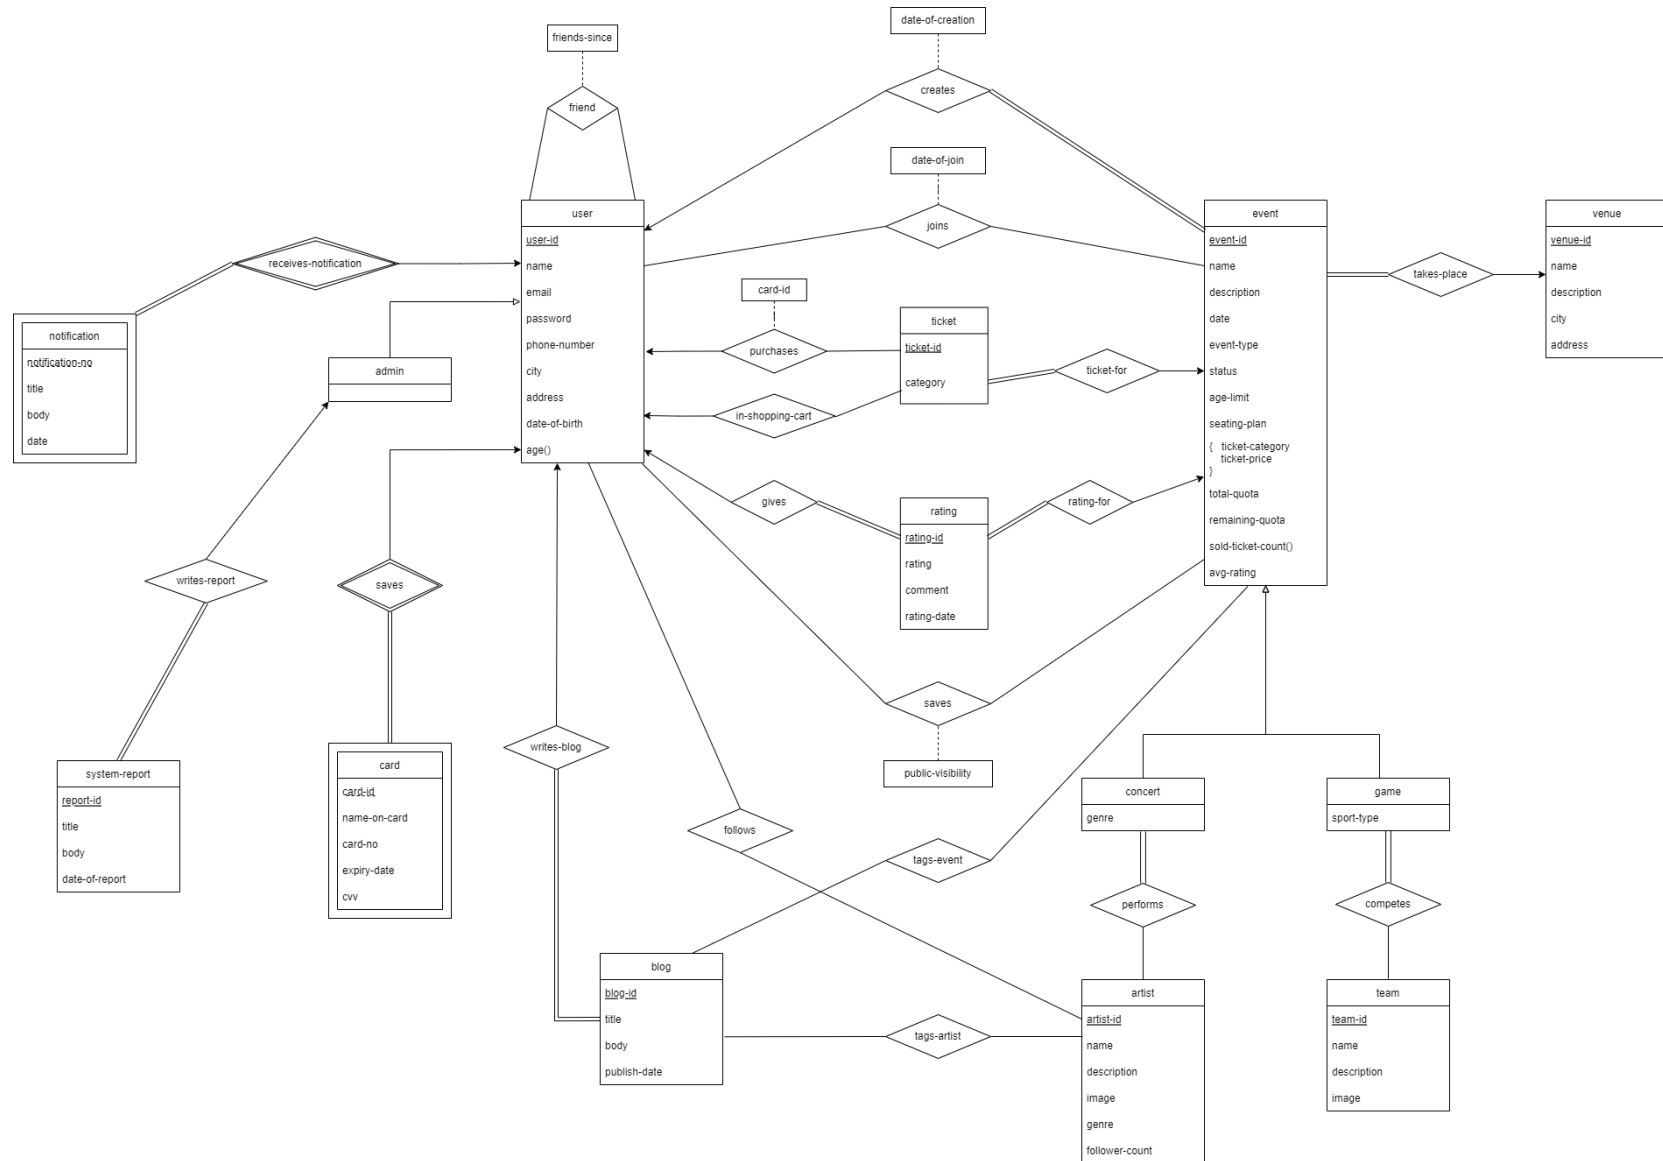 date-of-creation
friends-since
creates
friend
date-of-join
joins
user
user-id
name
email
password
phone-number
city
address
date-of-birth
age()
event
event-id
name
description
date
event-type
status
age-limit
seating-plan
{ ticket-category
ticket-price
}
total-quota
remaining-quota
sold-ticket-count()
avg-rating
venue
venue-id
name
description
city
address
takes-place
receives-notification
notification
notification-no
title
body
date
admin
card-id
purchases
ticket
ticket-id
category
ticket-for
in-shopping-cart
gives
rating
rating-id
rating
comment
rating-date
rating-for
writes-report
saves
saves
public-visibility
writes-blog
system-report
report-id
title
body
date-of-report
card
card-id
name-on-card
card-no
expiry-date
cvv
follows
tags-event
concert
genre
game
sport-type
performs
competes
blog
blog-id
title
body
publish-date
tags-artist
artist
artist-id
name
description
image
genre
follower-count
team
team-id
name
description
image